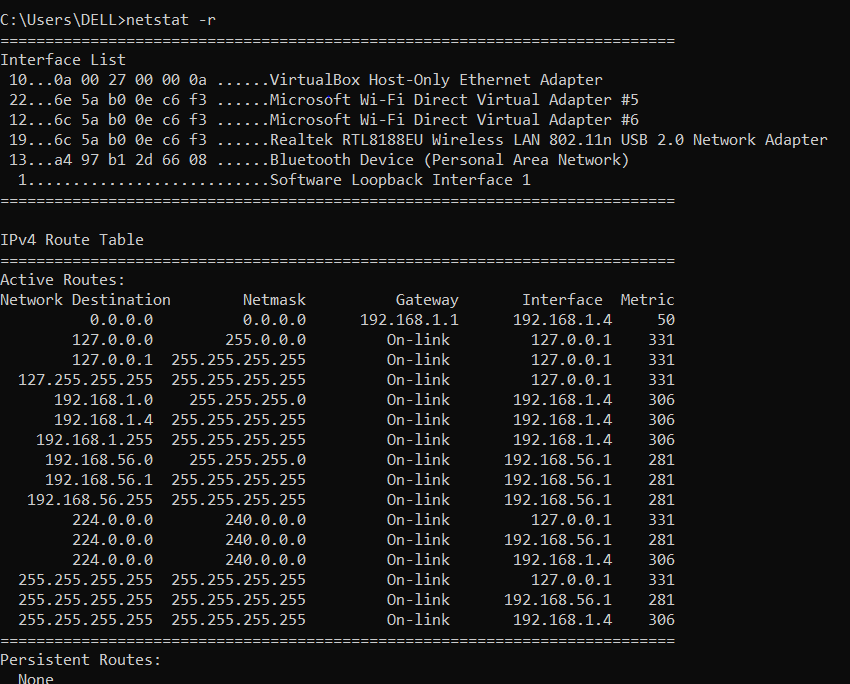 C:\Users\DELL>netstat -r
===========================================================================
Interface List
 10...0a 00 27 00 00 0a ......VirtualBox Host-Only Ethernet Adapter
 22...6e 5a b0 0e c6 f3 ......Microsoft Wi-Fi Direct Virtual Adapter #5
 12...6c 5a b0 0e c6 f3 ......Microsoft Wi-Fi Direct Virtual Adapter #6
 19...6c 5a b0 0e c6 f3 ......Realtek RTL8188EU Wireless LAN 802.11n USB 2.0 Network Adapter
 13...a4 97 b1 2d 66 08 ......Bluetooth Device (Personal Area Network)
  1...........................Software Loopback Interface 1
===========================================================================

IPv4 Route Table
===========================================================================
Active Routes:
Network Destination        Netmask          Gateway       Interface  Metric
          0.0.0.0          0.0.0.0      192.168.1.1      192.168.1.4     50
        127.0.0.0        255.0.0.0         On-link         127.0.0.1    331
        127.0.0.1  255.255.255.255         On-link         127.0.0.1    331
  127.255.255.255  255.255.255.255         On-link         127.0.0.1    331
      192.168.1.0    255.255.255.0         On-link       192.168.1.4    306
      192.168.1.4  255.255.255.255         On-link       192.168.1.4    306
    192.168.1.255  255.255.255.255         On-link       192.168.1.4    306
     192.168.56.0    255.255.255.0         On-link      192.168.56.1    281
     192.168.56.1  255.255.255.255         On-link      192.168.56.1    281
   192.168.56.255  255.255.255.255         On-link      192.168.56.1    281
        224.0.0.0        240.0.0.0         On-link         127.0.0.1    331
        224.0.0.0        240.0.0.0         On-link      192.168.56.1    281
        224.0.0.0        240.0.0.0         On-link       192.168.1.4    306
  255.255.255.255  255.255.255.255         On-link         127.0.0.1    331
  255.255.255.255  255.255.255.255         On-link      192.168.56.1    281
  255.255.255.255  255.255.255.255         On-link       192.168.1.4    306
===========================================================================
Persistent Routes:
  None